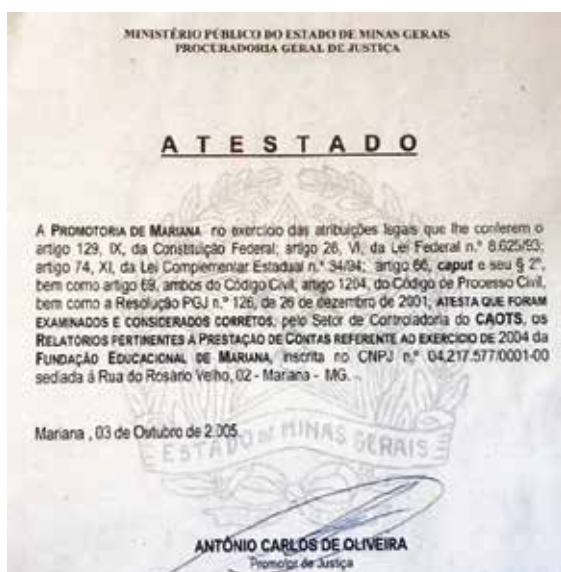 MINISTÉRIO PÚBLICO DO ESTADO DE MINAS GERAIS
PROCURADORIA GERAL DE JUSTIÇA
ATESTADO
A PROMOTORIA DE MARIANA no exercício das atribuições legais que lhe conferem o
artigo 129, IX, da Constituição Federal; artigo 26, VI, da Lei Federal n.º 8.625/93;
artigo 74, XI, da Lei Complementar Estadual n.º 34/94; artigo 66, caput e seu § 2º,
bem como artigo 69, ambos do Código Civil, artigo 1204, do Código de Processo Civil,
bem como a Resolução PGJ n.º 126, de 26 de dezembro de 2001, ATESTA QUE FORAM
EXAMINADOS E CONSIDERADOS CORRETOS, pelo Setor de Controladoria do CAOTS, os
RELATÓRIOS PERTINENTES À PRESTAÇÃO DE CONTAS REFERENTE AO EXERCÍCIO DE 2004 da
FUNDAÇÃO EDUCACIONAL DE MARIANA, inscrita no CNPJ n.º 04.217.577/0001-00
sediada à Rua do Rosário Velho, 02 - Mariana - MG.
Mariana , 03 de Outubro de 2.005.
ESTADO DE MINAS GERAIS
ANTÔNIO CARLOS DE OLIVEIRA
Promotor de Justiça